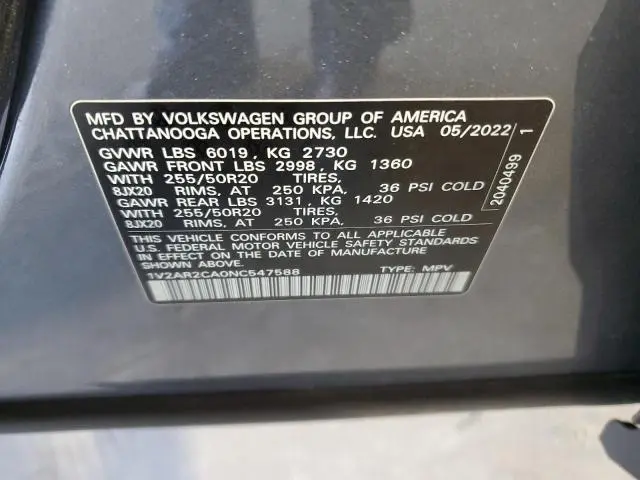 MFD BY VOLKSWAGEN GROUP OF AMERICA
CHATTANOOGA OPERATIONS, LLC. USA 05/2022
GVWR LBS 6019, KG 2730
GAWR FRONT LBS 2998, KG 1360
WITH 255/50R20 TIRES,
8JX20 RIMS, AT 250 KPA, 36 PSI COLD
GAWR REAR LBS 3131, KG 1420
WITH 255/50R20 TIRES,
8JX20 RIMS, AT 250 KPA, 36 PSI COLD
THIS VEHICLE CONFORMS TO ALL APPLICABLE
U.S. FEDERAL MOTOR VEHICLE SAFETY STANDARDS
IN EFFECT ON THE DATE OF MANUFACTURE
SHOWN ABOVE.
1V2AR2CA0NC547588 TYPE: MPV
2040499 1